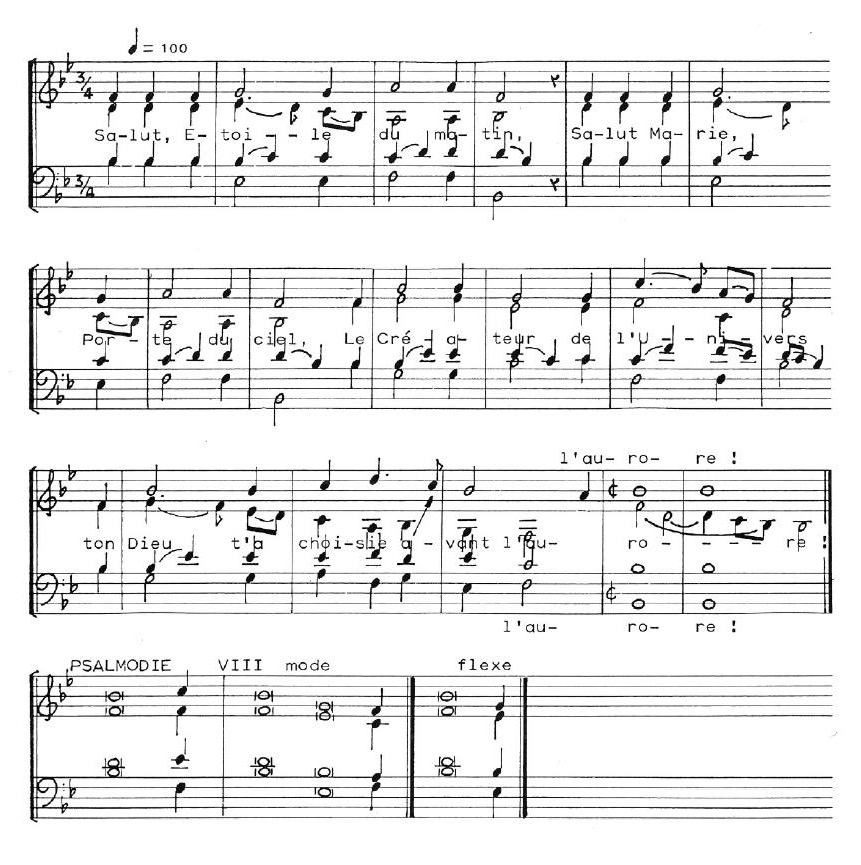 ♩ = 100
Sa-lut, E- toi - - le du ma- tin, Sa-lut Ma- rie,
Por - te du ciel, Le Cré - a- teur de l'U - - ni - vers
l'au- ro- re !
ton Dieu t'a choi-sie a - vant l'au- ro - - - - re !
l'au- ro- re !
PSALMODIE VIII mode flexe